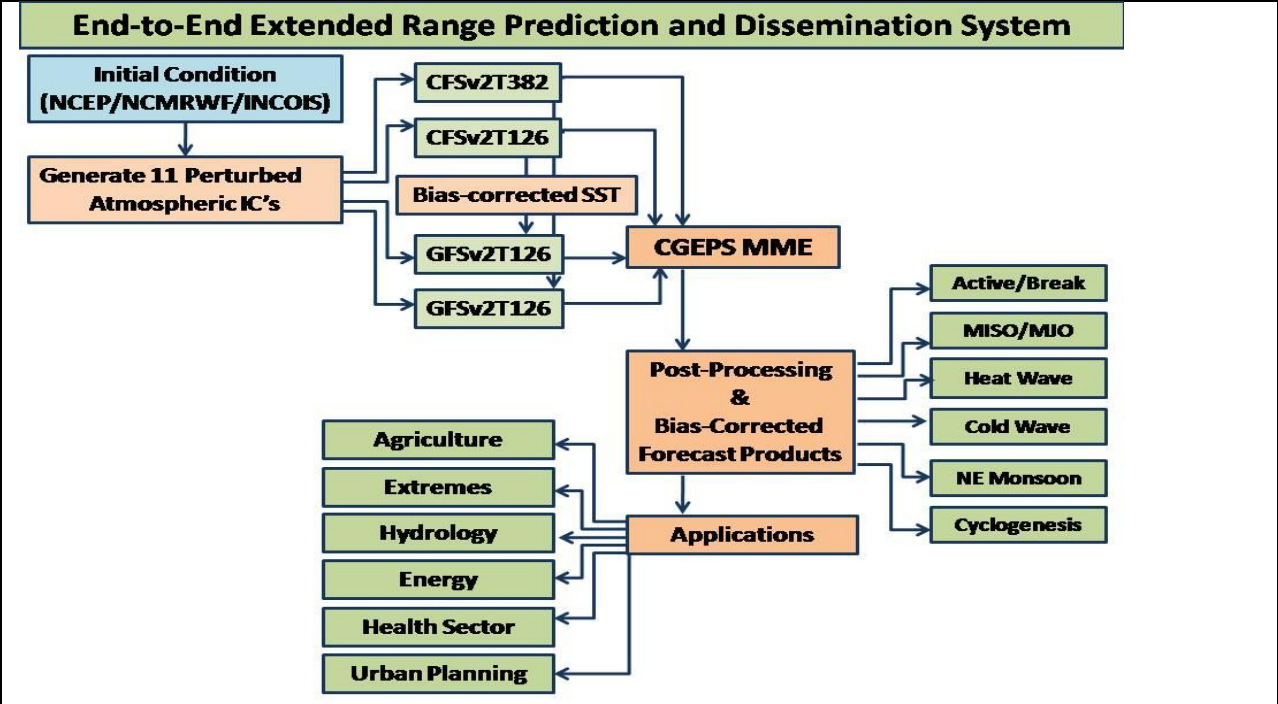 End-to-End Extended Range Prediction and Dissemination System
Initial Condition
(NCEP/NCMRWF/INCOIS)
Generate 11 Perturbed
Atmospheric IC's
CFSv2T382
CFSv2T126
Bias-corrected SST
GFSv2T126
GFSv2T126
CGEPS MME
Post-Processing
&
Bias-Corrected
Forecast Products
Active/Break
MISO/MJO
Heat Wave
Cold Wave
NE Monsoon
Cyclogenesis
Applications
Agriculture
Extremes
Hydrology
Energy
Health Sector
Urban Planning